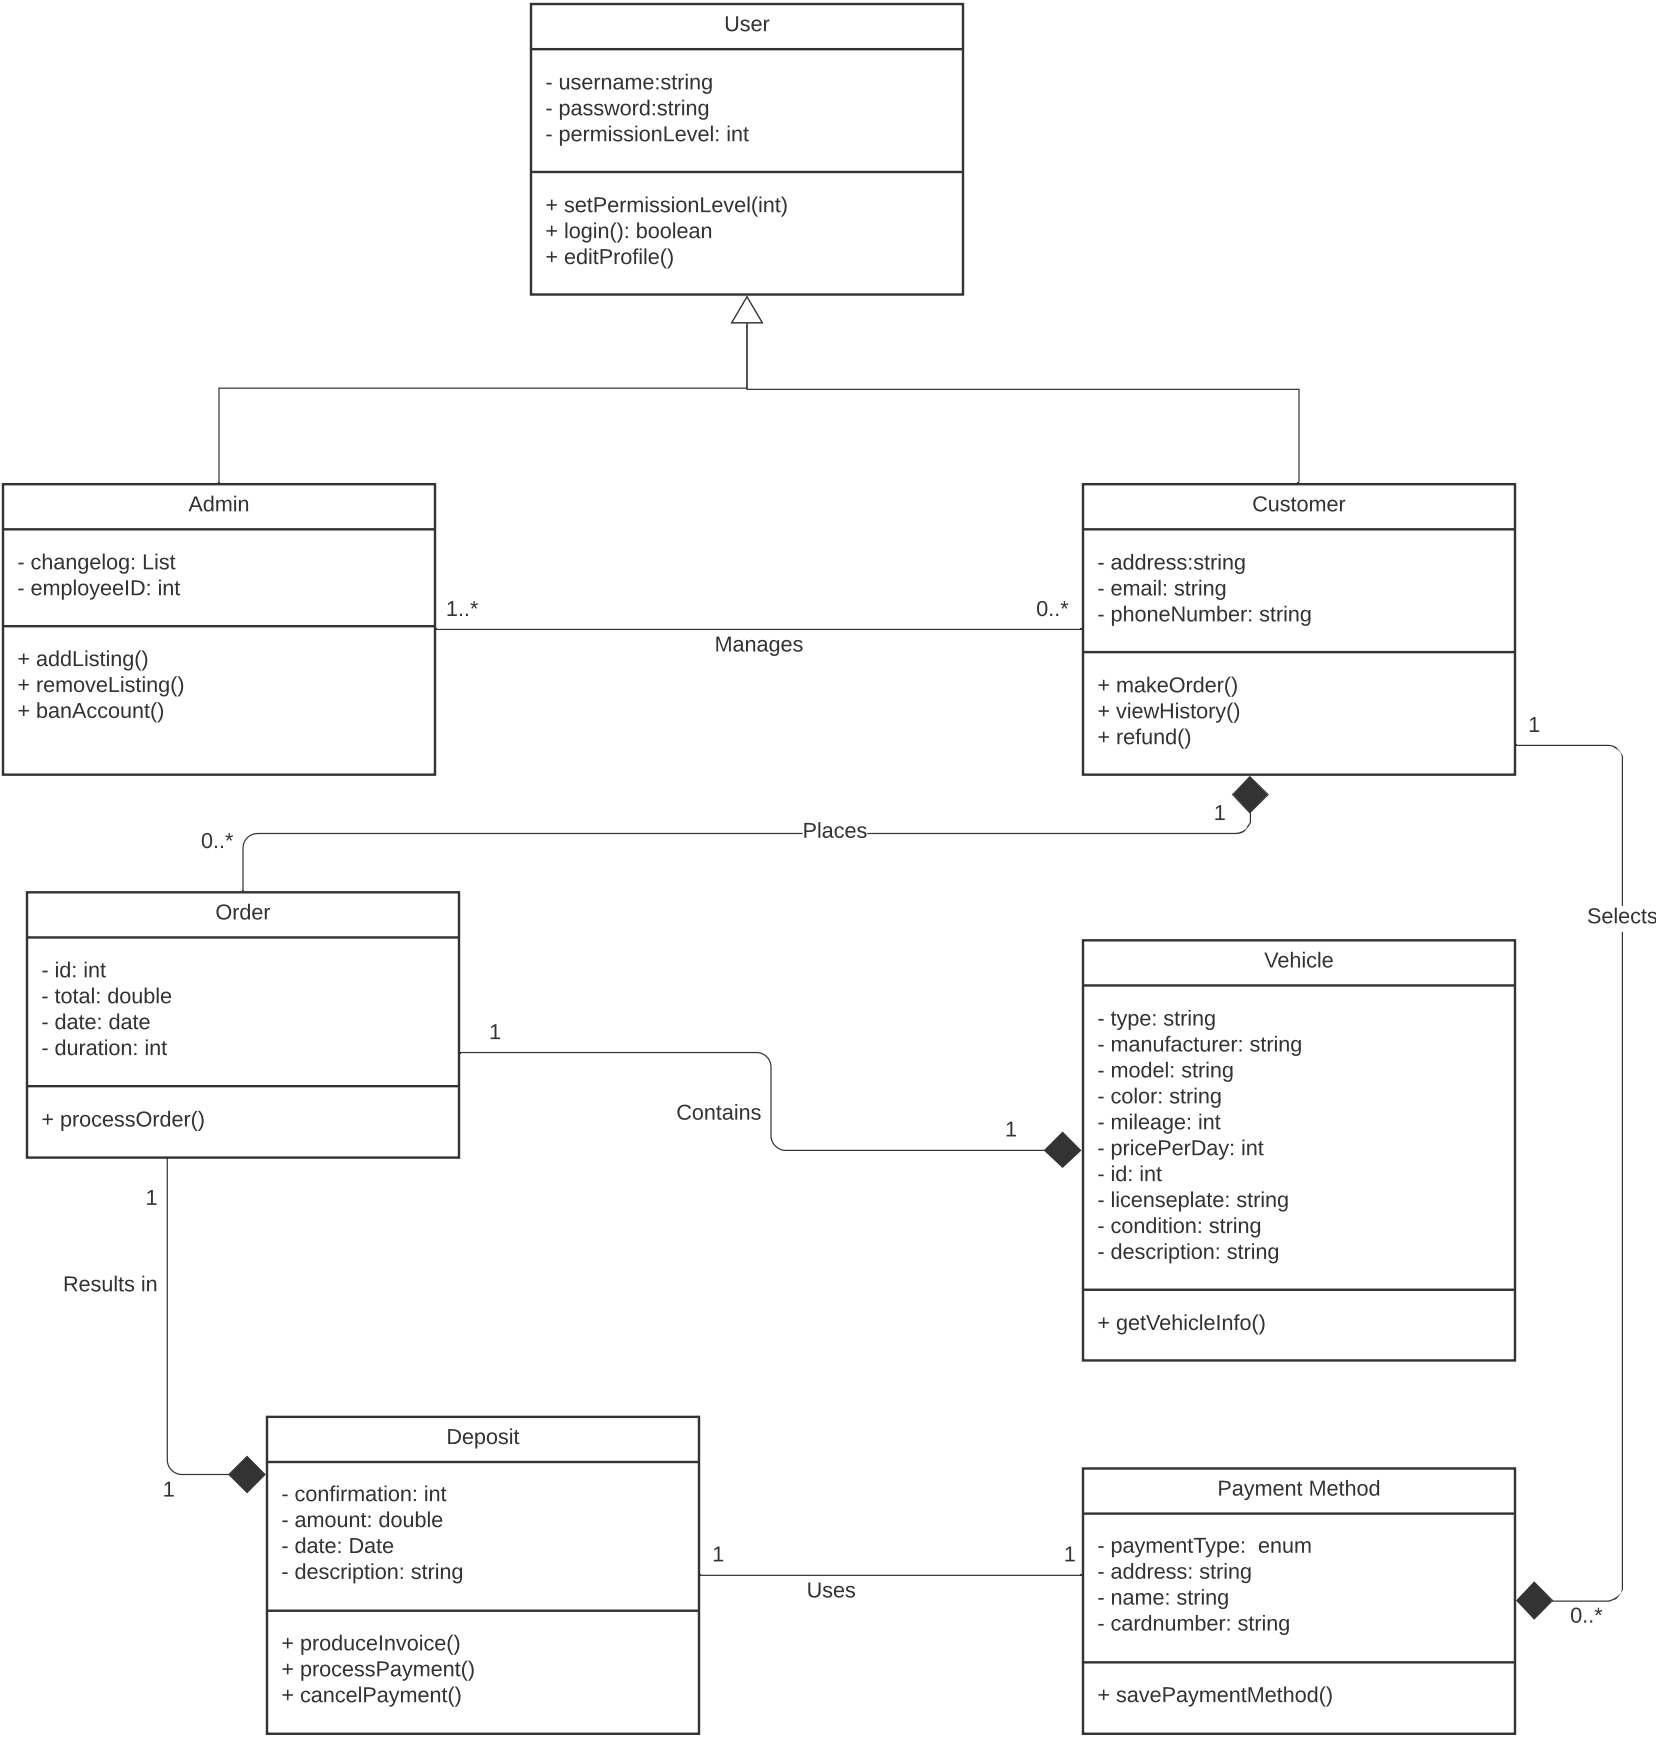 User
- username:string
- password:string
- permissionLevel: int
+ setPermissionLevel(int)
+ login(): boolean
+ editProfile()
Admin
- changelog: List
- employeeID: int
+ addListing()
+ removeListing()
+ banAccount()
1..*
0..*
Manages
Customer
- address:string
- email: string
- phoneNumber: string
+ makeOrder()
+ viewHistory()
+ refund()
1
1
Places
0..*
Selects
Order
- id: int
- total: double
- date: date
- duration: int
+ processOrder()
1
Contains
1
Vehicle
- type: string
- manufacturer: string
- model: string
- color: string
- mileage: int
- pricePerDay: int
- id: int
- licenseplate: string
- condition: string
- description: string
+ getVehicleInfo()
1
Results in
1
Deposit
- confirmation: int
- amount: double
- date: Date
- description: string
+ produceInvoice()
+ processPayment()
+ cancelPayment()
1
1
Uses
Payment Method
- paymentType:  enum
- address: string
- name: string
- cardnumber: string
+ savePaymentMethod()
0..*